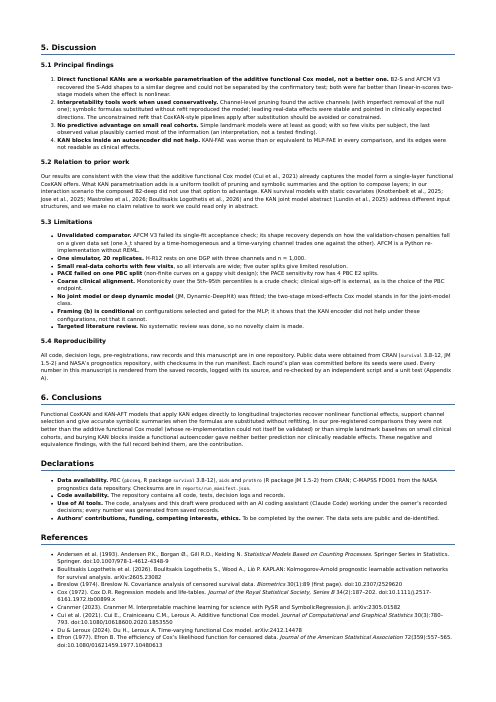 5. Discussion
5.1 Principal findings
1. Direct functional KANs are a workable parametrisation of the additive functional Cox model, not a better one. B2-S and AFCM V3
recovered the S-Add shapes to a similar degree and could not be separated by the confirmatory test; both were far better than linear-in-scores two-
stage models when the effect is nonlinear.
2. Interpretability tools work when used conservatively. Channel-level pruning found the active channels (with imperfect removal of the null
one); symbolic formulas substituted without refit reproduced the model; leading real-data effects were stable and pointed in clinically expected
directions. The unconstrained refit that CoxKAN-style pipelines apply after substitution should be avoided or constrained.
3. No predictive advantage on small real cohorts. Simple landmark models were at least as good; with so few visits per subject, the last
observed value plausibly carried most of the information (an interpretation, not a tested finding).
4. KAN blocks inside an autoencoder did not help. KAN-FAE was worse than or equivalent to MLP-FAE in every comparison, and its edges were
not readable as clinical effects.
5.2 Relation to prior work
Our results are consistent with the view that the additive functional Cox model (Cui et al., 2021) already captures the form a single-layer functional
CoxKAN offers. What KAN parametrisation adds is a uniform toolkit of pruning and symbolic summaries and the option to compose layers; in our
interaction scenario the composed B2-deep did not use that option to advantage. KAN survival models with static covariates (Knottenbelt et al., 2025;
Jose et al., 2025; Mastroleo et al., 2026; Boulitsakis Logothetis et al., 2026) and the KAN joint model abstract (Lundin et al., 2025) address different input
structures, and we make no claim relative to work we could read only in abstract.
5.3 Limitations
• Unvalidated comparator. AFCM V3 failed its single-fit acceptance check; its shape recovery depends on how the validation-chosen penalties fall
on a given data set (one λ_t shared by a time-homogeneous and a time-varying channel trades one against the other). AFCM is a Python re-
implementation without REML.
• One simulator, 20 replicates. H-R12 rests on one DGP with three channels and n = 1,000.
• Small real-data cohorts with few visits, so all intervals are wide; five outer splits give limited resolution.
• PACE failed on one PBC split (non-finite curves on a gappy visit design); the PACE sensitivity row has 4 PBC E2 splits.
• Coarse clinical alignment. Monotonicity over the 5th-95th percentiles is a crude check; clinical sign-off is external, as is the choice of the PBC
endpoint.
• No joint model or deep dynamic model (JM, Dynamic-DeepHit) was fitted; the two-stage mixed-effects Cox model stands in for the joint-model
class.
• Framing (b) is conditional on configurations selected and gated for the MLP; it shows that the KAN encoder did not help under these
configurations, not that it cannot.
• Targeted literature review. No systematic review was done, so no novelty claim is made.
5.4 Reproducibility
All code, decision logs, pre-registrations, raw records and this manuscript are in one repository. Public data were obtained from CRAN (survival 3.8-12, JM
1.5-2) and NASA's prognostics repository, with checksums in the run manifest. Each round's plan was committed before its seeds were used. Every
number in this manuscript is rendered from the saved records, logged with its source, and re-checked by an independent script and a unit test (Appendix
A).
6. Conclusions
Functional CoxKAN and KAN-AFT models that apply KAN edges directly to longitudinal trajectories recover nonlinear functional effects, support channel
selection and give accurate symbolic summaries when the formulas are substituted without refitting. In our pre-registered comparisons they were not
better than the additive functional Cox model (whose re-implementation could not itself be validated) or than simple landmark baselines on small clinical
cohorts, and burying KAN blocks inside a functional autoencoder gave neither better prediction nor clinically readable effects. These negative and
equivalence findings, with the full record behind them, are the contribution.
Declarations
• Data availability. PBC (pbcseq, R package survival 3.8-12), aids and prothro (R package JM 1.5-2) from CRAN; C-MAPSS FD001 from the NASA
prognostics data repository. Checksums are in reports/run_manifest.json.
• Code availability. The repository contains all code, tests, decision logs and records.
• Use of AI tools. The code, analyses and this draft were produced with an AI coding assistant (Claude Code) working under the owner's recorded
decisions; every number was generated from saved records.
• Authors' contributions, funding, competing interests, ethics. To be completed by the owner. The data sets are public and de-identified.
References
• Andersen et al. (1993). Andersen P.K., Borgan Ø., Gill R.D., Keiding N. Statistical Models Based on Counting Processes. Springer Series in Statistics.
Springer. doi:10.1007/978-1-4612-4348-9
• Boulitsakis Logothetis et al. (2026). Boulitsakis Logothetis S., Wood A., Liò P. KAPLAN: Kolmogorov-Arnold prognostic learnable activation networks
for survival analysis. arXiv:2605.23082
• Breslow (1974). Breslow N. Covariance analysis of censored survival data. Biometrics 30(1):89 (first page). doi:10.2307/2529620
• Cox (1972). Cox D.R. Regression models and life-tables. Journal of the Royal Statistical Society, Series B 34(2):187–202. doi:10.1111/j.2517-
6161.1972.tb00899.x
• Cranmer (2023). Cranmer M. Interpretable machine learning for science with PySR and SymbolicRegression.jl. arXiv:2305.01582
• Cui et al. (2021). Cui E., Crainiceanu C.M., Leroux A. Additive functional Cox model. Journal of Computational and Graphical Statistics 30(3):780–
793. doi:10.1080/10618600.2020.1853550
• Du & Leroux (2024). Du H., Leroux A. Time-varying functional Cox model. arXiv:2412.14478
• Efron (1977). Efron B. The efficiency of Cox's likelihood function for censored data. Journal of the American Statistical Association 72(359):557–565.
doi:10.1080/01621459.1977.10480613